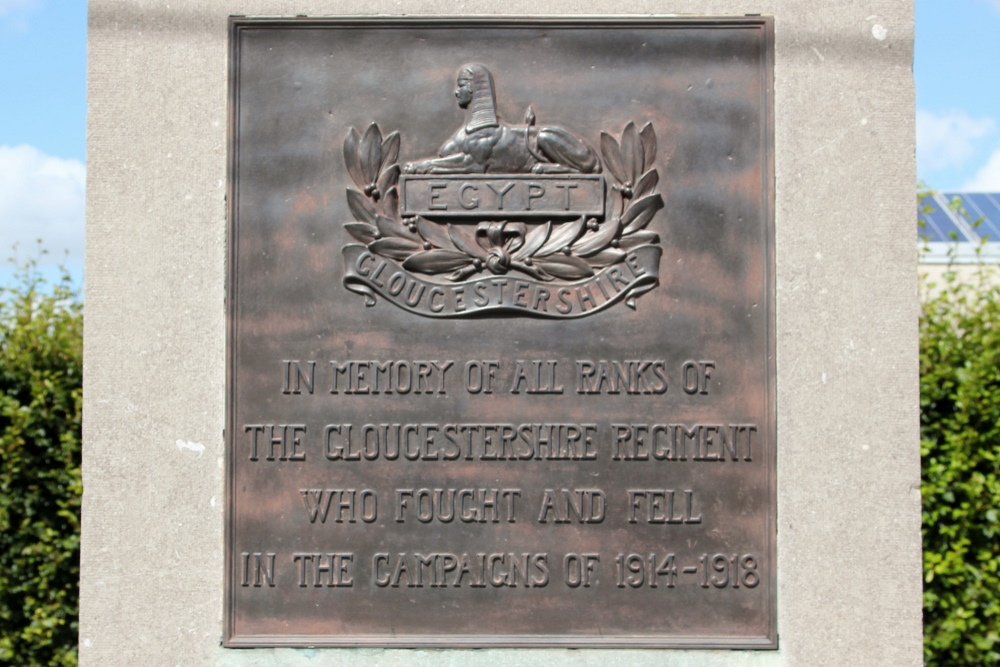 EGYPT
GLOUCESTERSHIRE
IN MEMORY OF ALL RANKS OF
THE GLOUCESTERSHIRE REGIMENT
WHO FOUGHT AND FELL
IN THE CAMPAIGNS OF 1914-1918